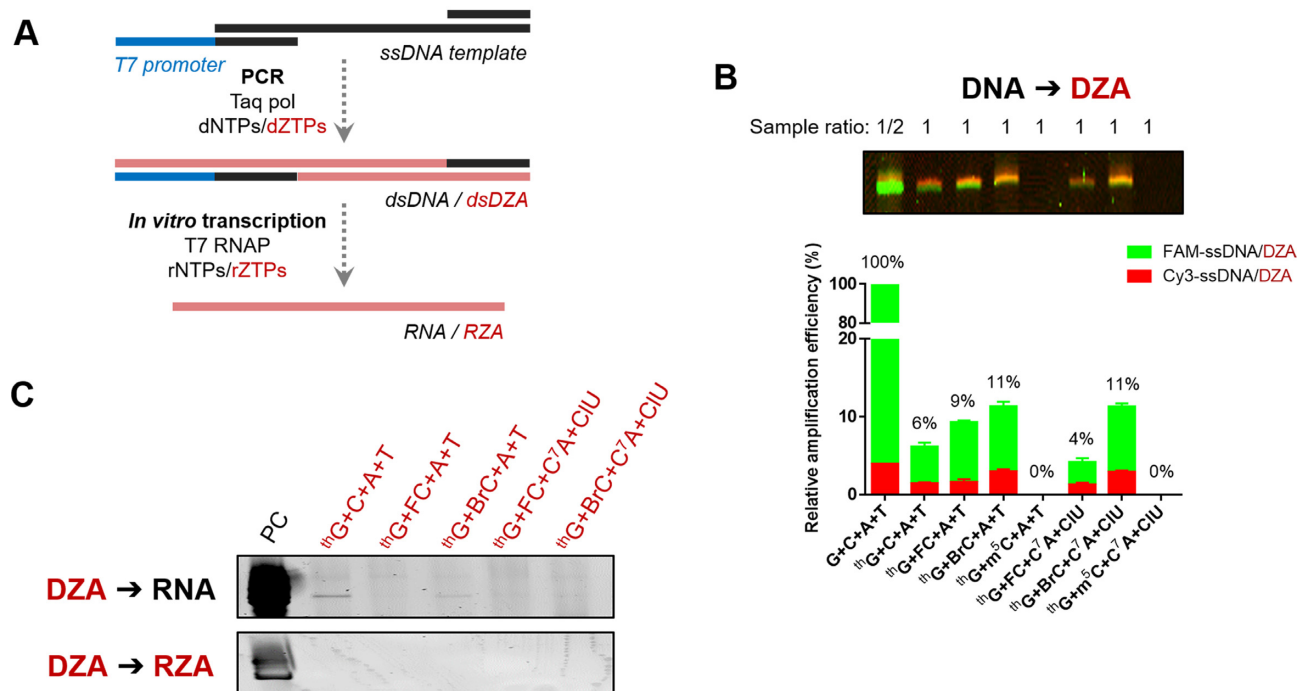 A
T7 promoter
ssDNA template
PCR
Taq pol
dNTPs/dZTPs
dsDNA / dsDZA
In vitro transcription
T7 RNAP
rNTPs/rZTPs
RNA / RZA
B
DNA → DZA
Sample ratio: 1/2 1 1 1 1 1 1 1
FAM-ssDNA/DZA
Cy3-ssDNA/DZA
Relative amplification efficiency (%)
100
80
20
10
0
100%
6%
9%
11%
0%
4%
11%
0%
G+C+A+T
thG+C+A+T
thG+FC+A+T
thG+BrC+A+T
thG+m5C+A+T
thG+FC+C7A+ClU
thG+BrC+C7A+ClU
thG+m5C+C7A+ClU
C
PC
thG+C+A+T
thG+FC+A+T
thG+BrC+A+T
thG+FC+C7A+ClU
thG+BrC+C7A+ClU
DZA → RNA
DZA → RZA